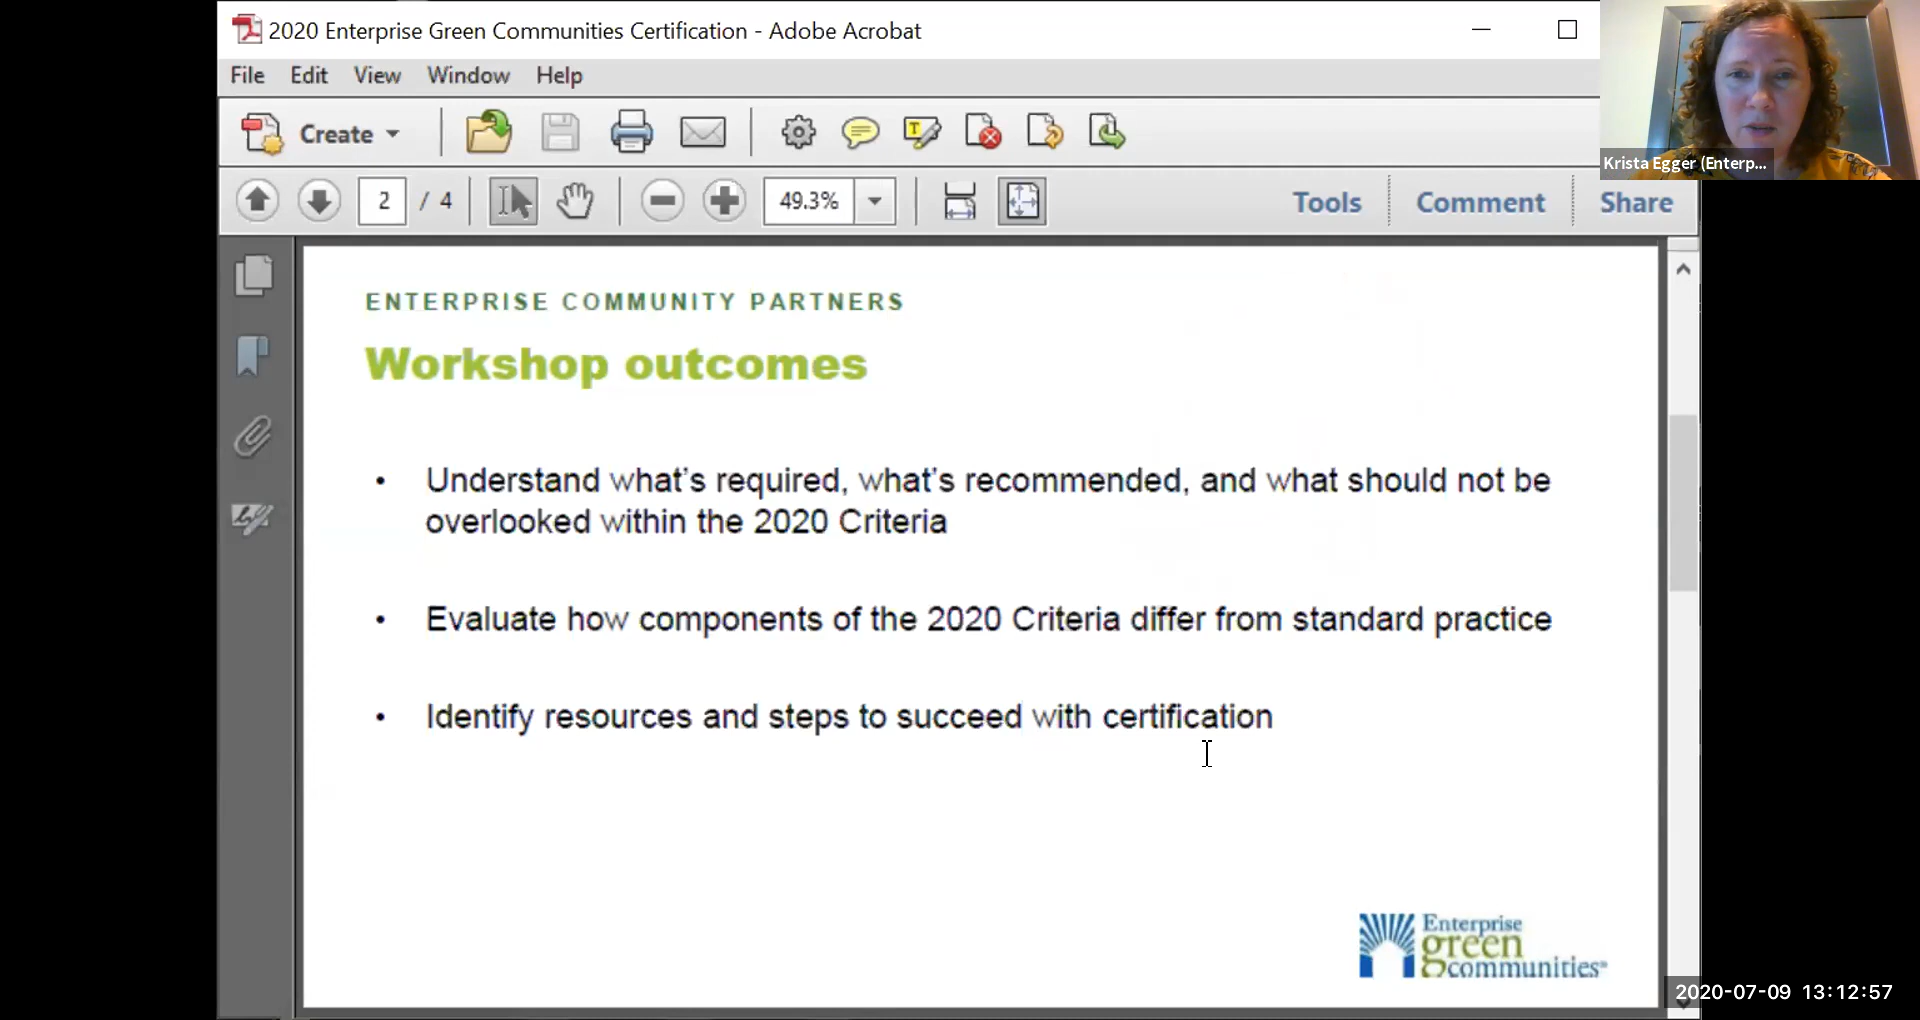 2020 Enterprise Green Communities Certification - Adobe Acrobat
File Edit View Window Help
Create
2 / 4
49.3%
Tools Comment Share
Krista Egger (Enterp...
ENTERPRISE COMMUNITY PARTNERS
Workshop outcomes
• Understand what's required, what's recommended, and what should not be
overlooked within the 2020 Criteria
• Evaluate how components of the 2020 Criteria differ from standard practice
• Identify resources and steps to succeed with certification
Enterprise
green
communities
2020-07-09 13:12:57